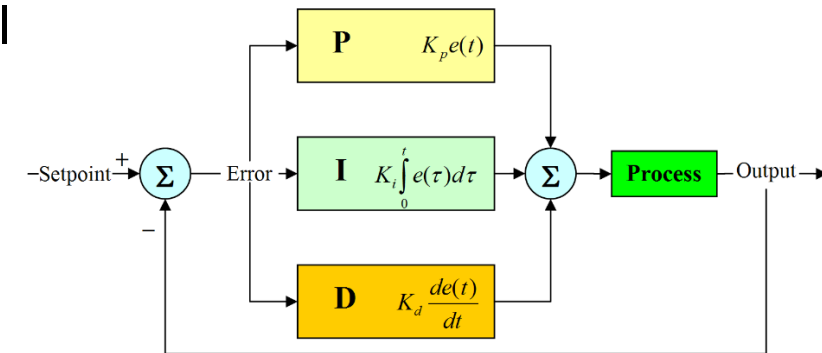 P K_p e(t)
–Setpoint
+
Σ
–
Error
I K_i ∫_0^t e(τ)dτ
Σ
Process
Output
D K_d de(t)/dt